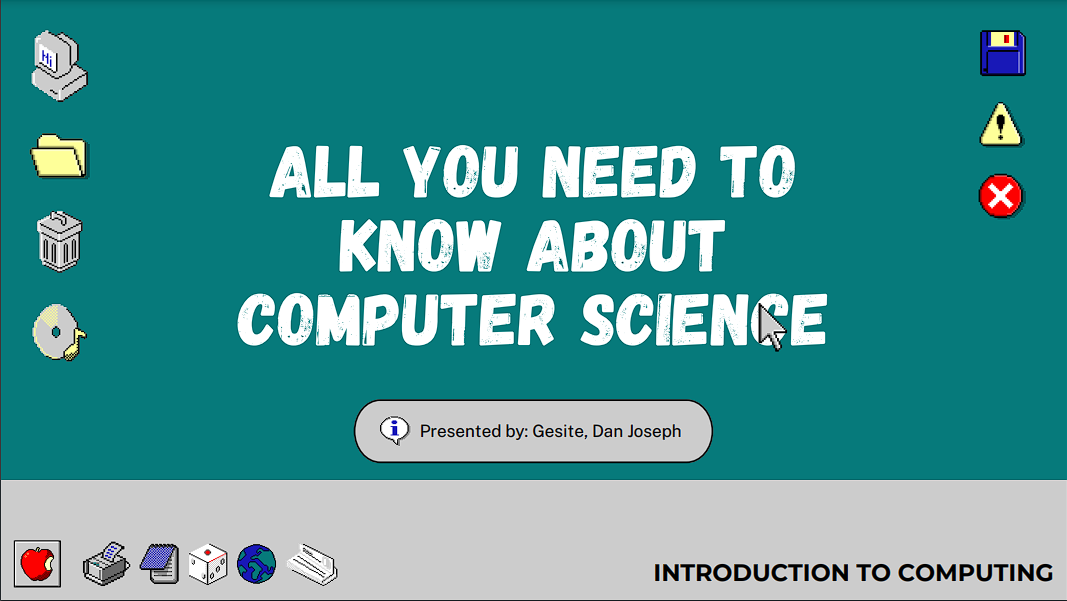 Hi
ALL YOU NEED TO
KNOW ABOUT
COMPUTER SCIENCE
Presented by: Gesite, Dan Joseph
INTRODUCTION TO COMPUTING